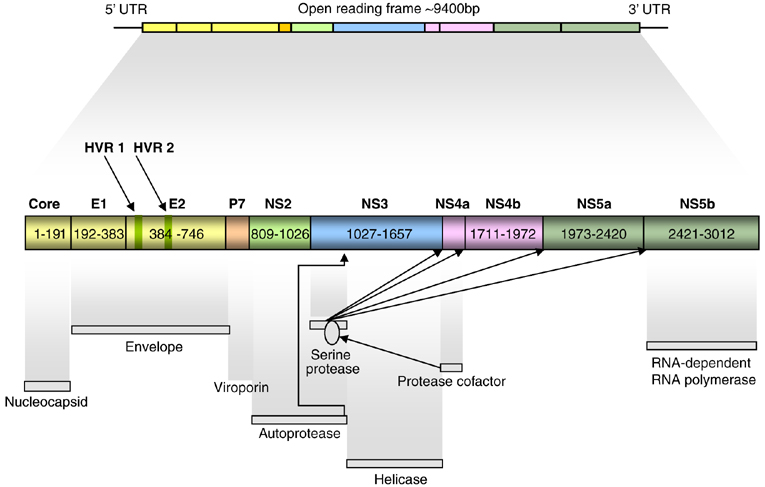 5' UTR Open reading frame ~9400bp 3' UTR
HVR 1 HVR 2
Core E1 E2 P7 NS2 NS3 NS4a NS4b NS5a NS5b
1-191 192-383 384 -746 809-1026 1027-1657 1711-1972 1973-2420 2421-3012
Envelope
Serine
protease
Protease cofactor
RNA-dependent
RNA polymerase
Viroporin
Nucleocapsid
Autoprotease
Helicase